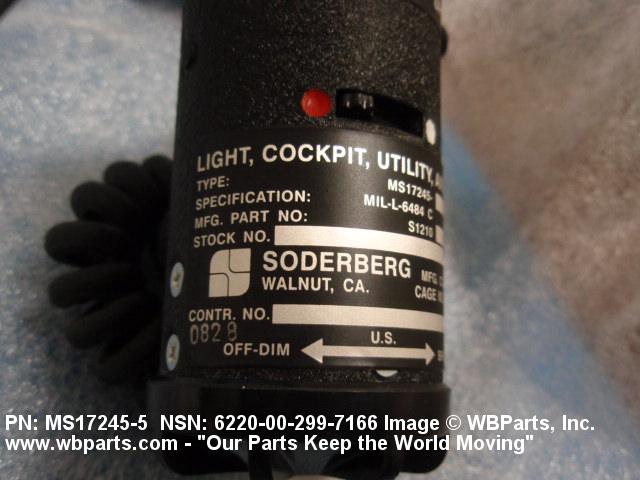 LIGHT, COCKPIT, UTILITY,
TYPE: MS17245-
SPECIFICATION: MIL-L-6484 C
MFG. PART NO: S1210
STOCK NO.
SODERBERG MFG.
WALNUT, CA. CAGE
CONTR. NO.
0828
U.S.
OFF-DIM
PN: MS17245-5 NSN: 6220-00-299-7166 Image © WBParts, Inc.
www.wbparts.com - "Our Parts Keep the World Moving"